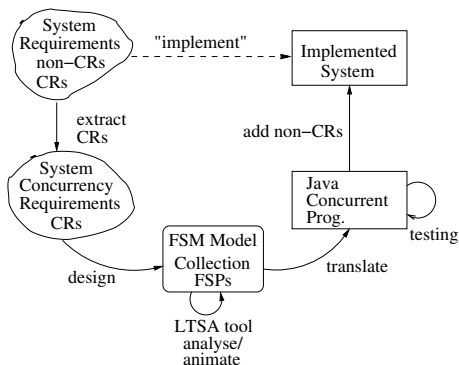 System
Requirements
non−CRs
CRs
"implement"
Implemented
System
extract
CRs
add non−CRs
System
Concurrency
Requirements
CRs
Java
Concurrent
Prog.
testing
design
FSM Model
Collection
FSPs
translate
LTSA tool
analyse/
animate